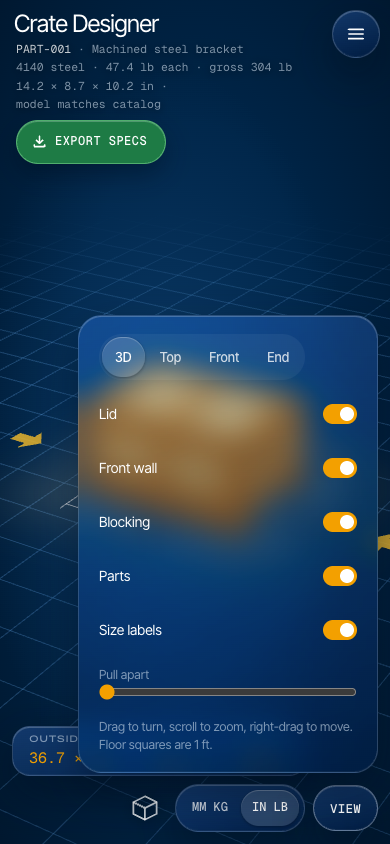 Crate Designer
PART-001 · Machined steel bracket
4140 steel · 47.4 lb each · gross 304 lb
14.2 × 8.7 × 10.2 in ·
model matches catalog
EXPORT SPECS
3D Top Front End
Lid
Front wall
Blocking
Parts
Size labels
Pull apart
Drag to turn, scroll to zoom, right-drag to move.
Floor squares are 1 ft.
36.7 ×
MM KG IN LB VIEW